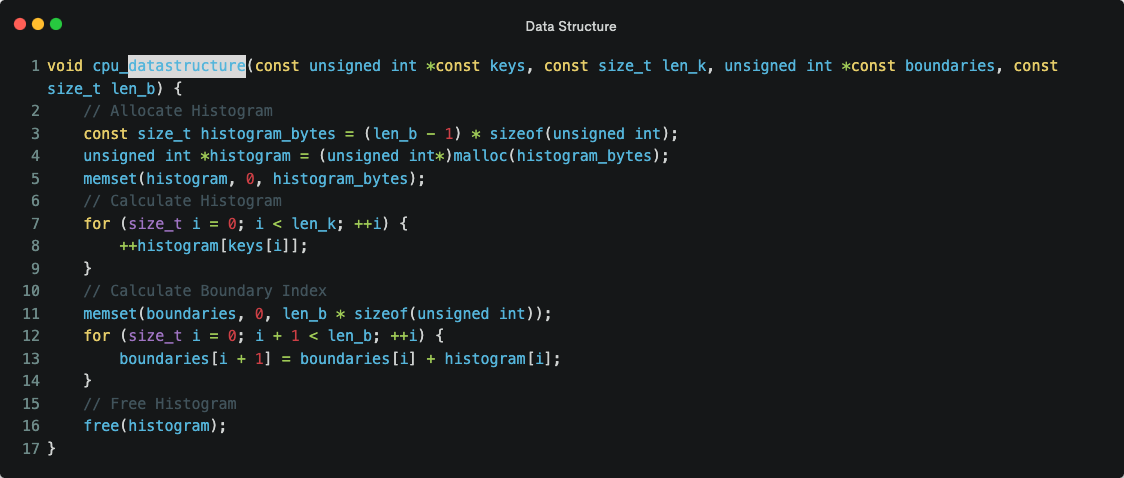 Data Structure
1 void cpu_datastructure(const unsigned int *const keys, const size_t len_k, unsigned int *const boundaries, const
size_t len_b) {
2     // Allocate Histogram
3     const size_t histogram_bytes = (len_b - 1) * sizeof(unsigned int);
4     unsigned int *histogram = (unsigned int*)malloc(histogram_bytes);
5     memset(histogram, 0, histogram_bytes);
6     // Calculate Histogram
7     for (size_t i = 0; i < len_k; ++i) {
8         ++histogram[keys[i]];
9     }
10     // Calculate Boundary Index
11     memset(boundaries, 0, len_b * sizeof(unsigned int));
12     for (size_t i = 0; i + 1 < len_b; ++i) {
13         boundaries[i + 1] = boundaries[i] + histogram[i];
14     }
15     // Free Histogram
16     free(histogram);
17 }